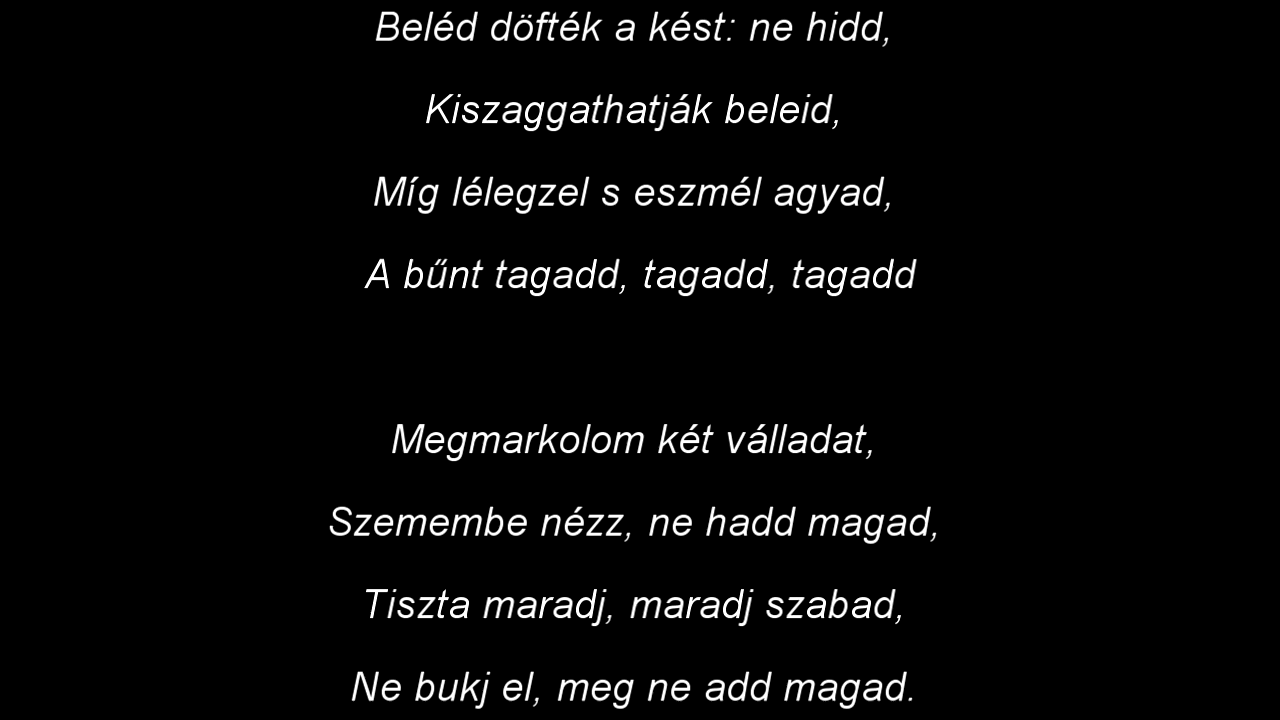 Beléd döfték a kést: ne hidd,
Kiszaggathatják beleid,
Míg lélegzel s eszmél agyad,
A bűnt tagadd, tagadd, tagadd
Megmarkolom két válladat,
Szemembe nézz, ne hadd magad,
Tiszta maradj, maradj szabad,
Ne bukj el, meg ne add magad.